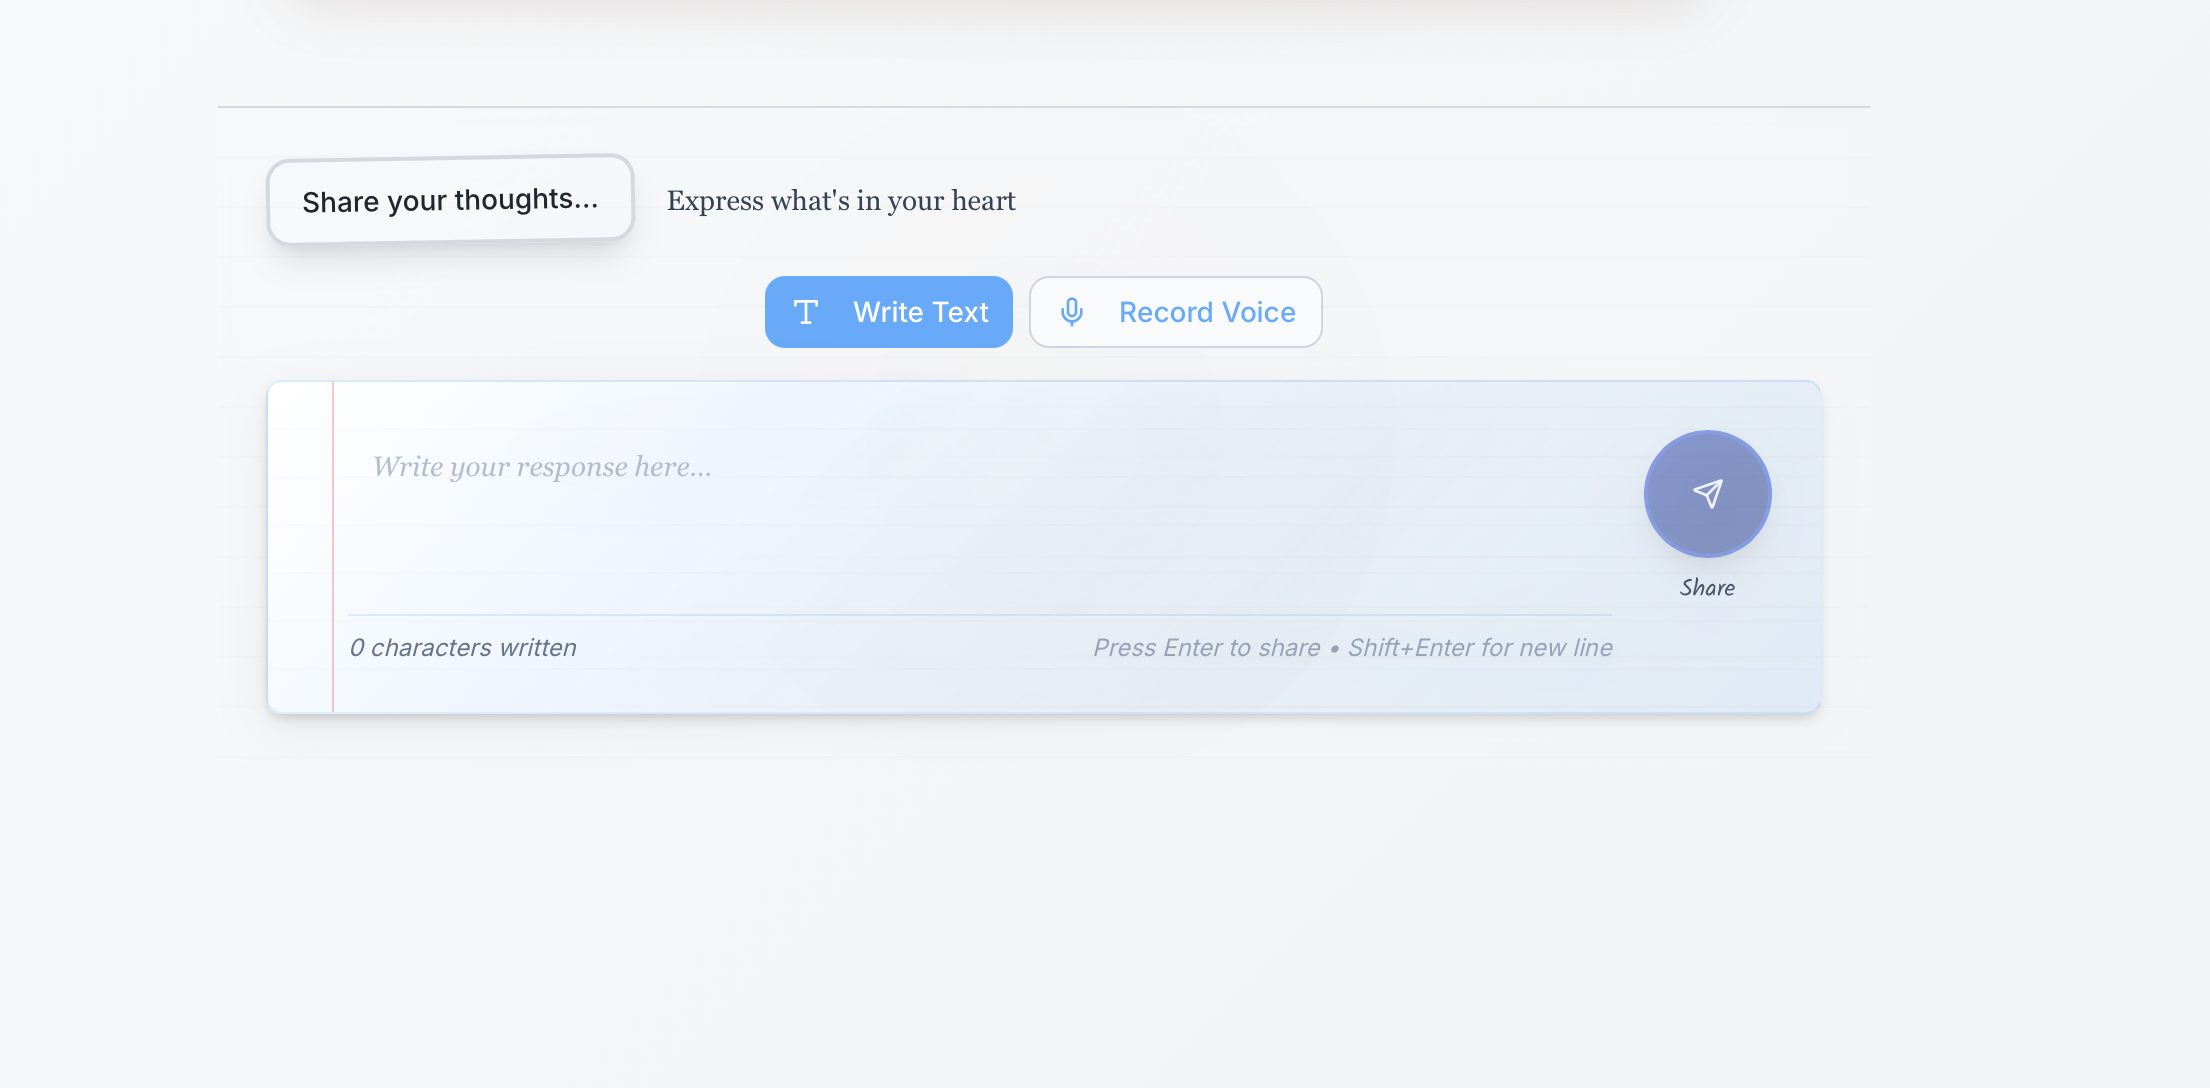 Share your thoughts...
Express what's in your heart
Write Text
Record Voice
Write your response here...
Share
0 characters written
Press Enter to share • Shift+Enter for new line